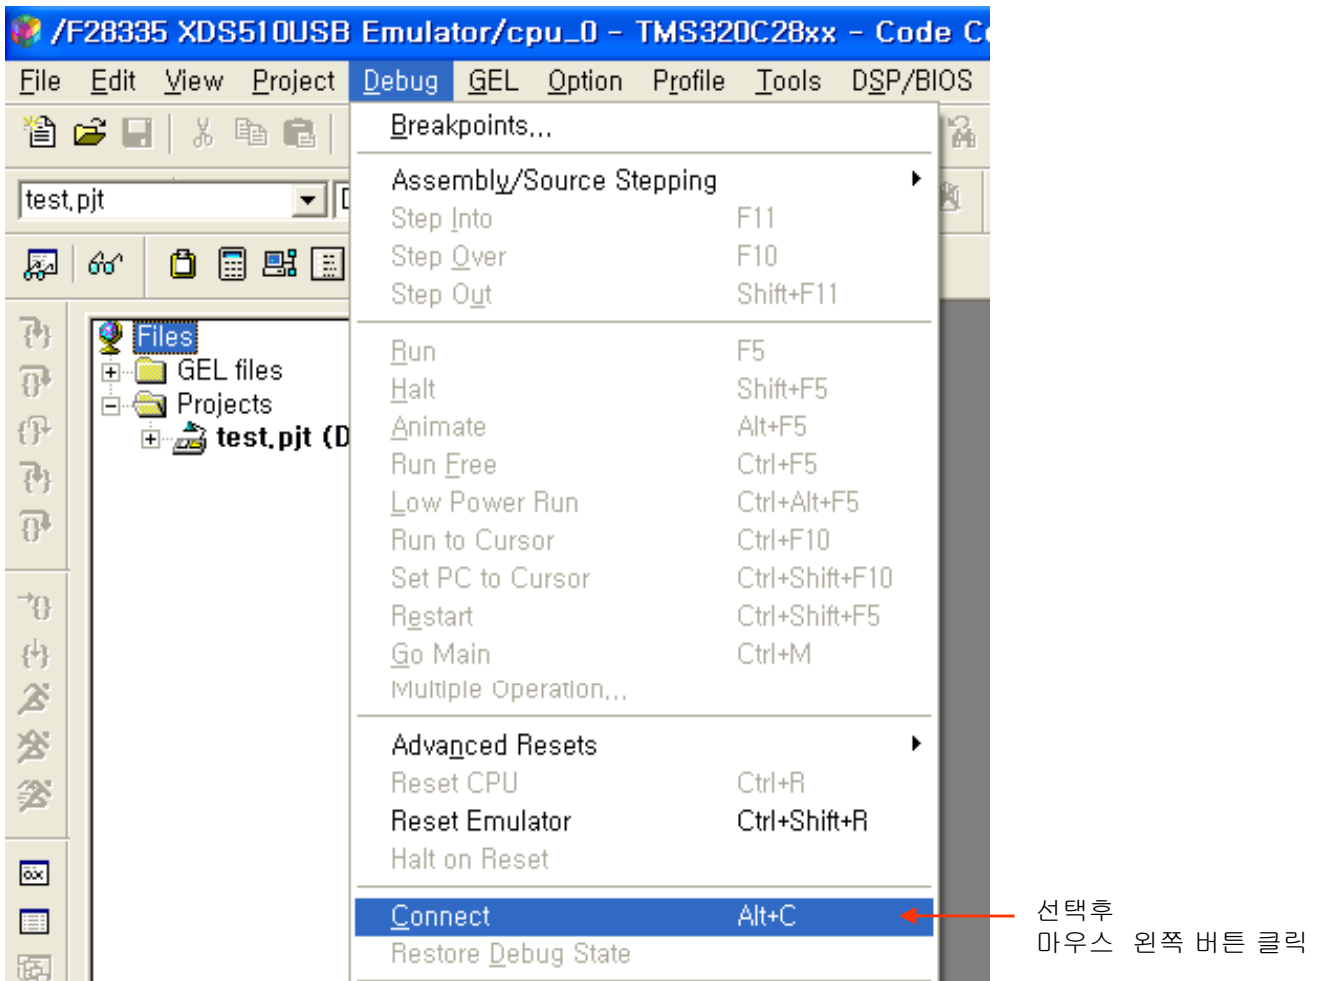 /F28335 XDS510USB Emulator/cpu_0 - TMS320C28xx - Code
File Edit View Project Debug GEL Option Profile Tools DSP/BIOS
test.pjt
Files
GEL files
Projects
test.pjt (D
Breakpoints...
Assembly/Source Stepping
Step Into F11
Step Over F10
Step Out Shift+F11
Run F5
Halt Shift+F5
Animate Alt+F5
Run Free Ctrl+F5
Low Power Run Ctrl+Alt+F5
Run to Cursor Ctrl+F10
Set PC to Cursor Ctrl+Shift+F10
Restart Ctrl+Shift+F5
Go Main Ctrl+M
Multiple Operation...
Advanced Resets
Reset CPU Ctrl+R
Reset Emulator Ctrl+Shift+R
Halt on Reset
Connect Alt+C
Restore Debug State
선택후
마우스 왼쪽 버튼 클릭